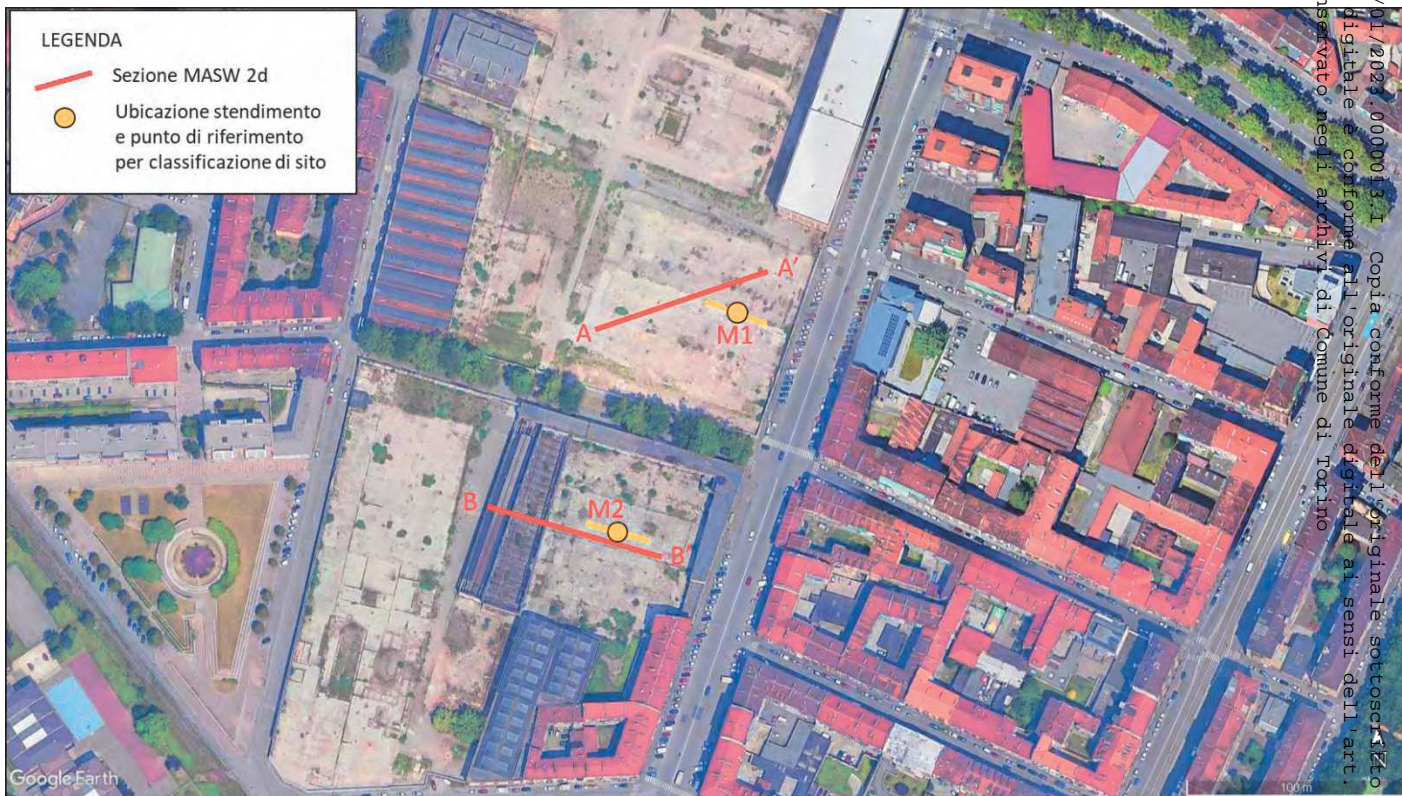 LEGENDA
Sezione MASW 2d
Ubicazione stendimento
e punto di riferimento
per classificazione di sito
A'
A
M1
B
M2
B'
Google Earth
100 m
N
/01/2023.0000013.I Copia conforme dell'originale sottoscritto
digitale è conforme all'originale digitale ai sensi dell'art.
nservato negli archivi di Comune di Torino